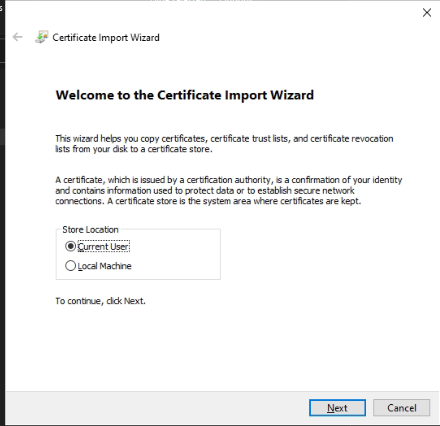 Certificate Import Wizard
Welcome to the Certificate Import Wizard
This wizard helps you copy certificates, certificate trust lists, and certificate revocation
lists from your disk to a certificate store.
A certificate, which is issued by a certification authority, is a confirmation of your identity
and contains information used to protect data or to establish secure network
connections. A certificate store is the system area where certificates are kept.
Store Location
Current User
Local Machine
To continue, click Next.
Next
Cancel